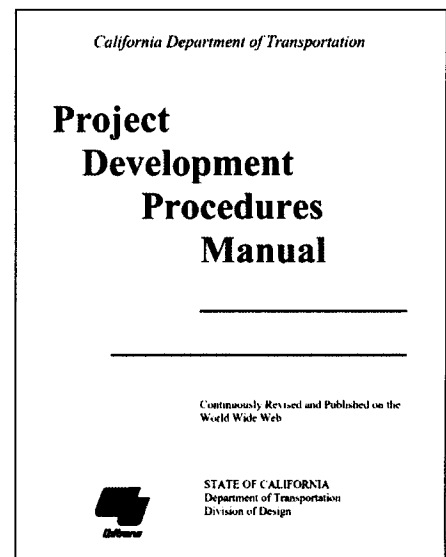 California Department of Transportation
Project
Development
Procedures
Manual
Continuously Revised and Published on the
World Wide Web
STATE OF CALIFORNIA
Department of Transportation
Division of Design
Caltrans